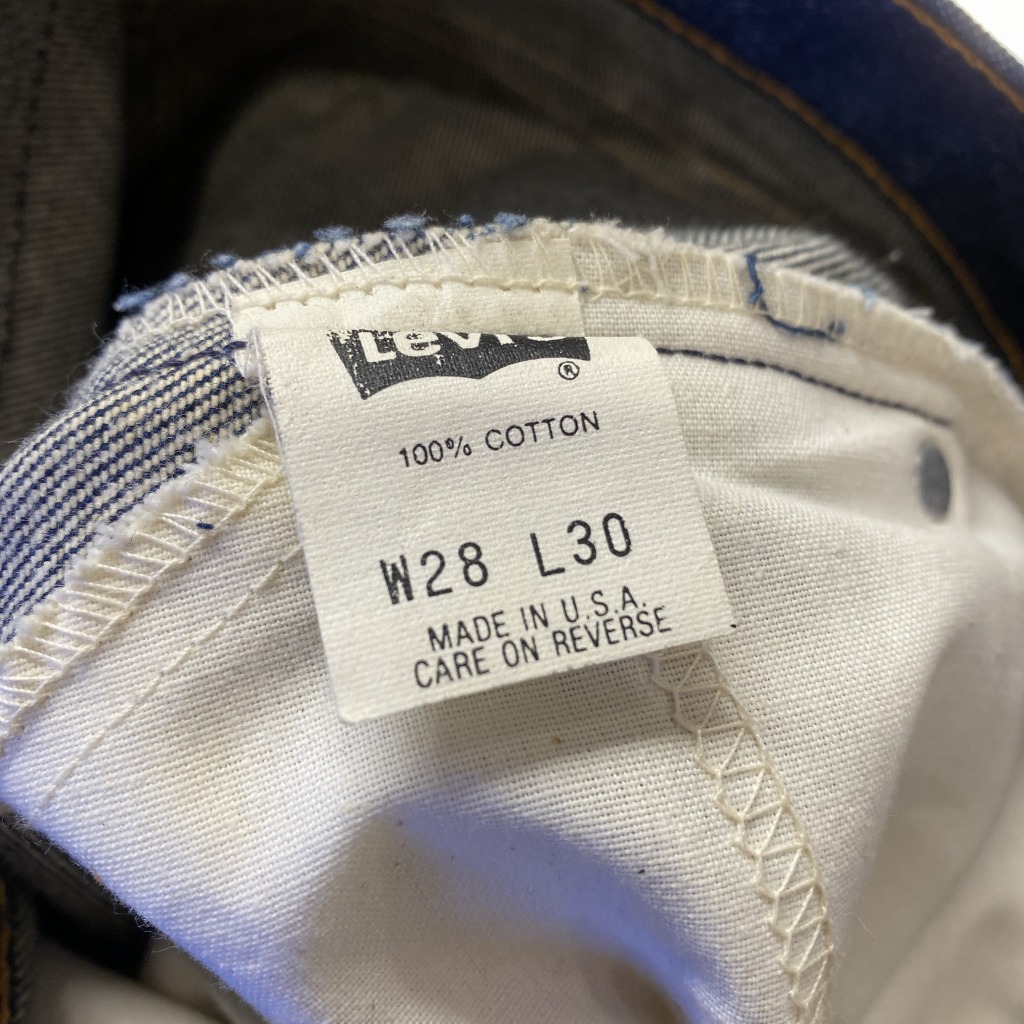 Levi's
®
100% COTTON
W28 L30
MADE IN U.S.A.
CARE ON REVERSE